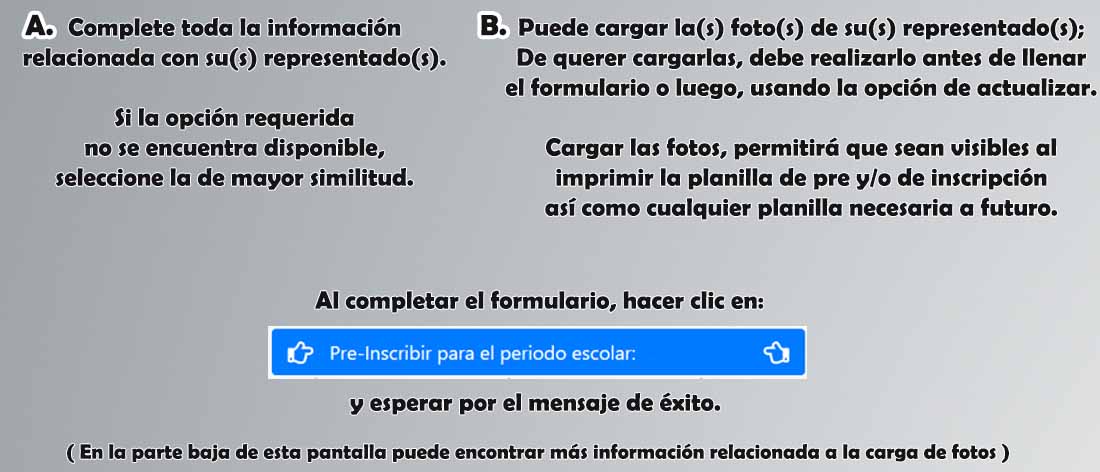 A. Complete toda la información
relacionada con su(s) representado(s).
Si la opción requerida
no se encuentra disponible,
seleccione la de mayor similitud.
B. Puede cargar la(s) foto(s) de su(s) representado(s);
De querer cargarlas, debe realizarlo antes de llenar
el formulario o luego, usando la opción de actualizar.
Cargar las fotos, permitirá que sean visibles al
imprimir la planilla de pre y/o de inscripción
así como cualquier planilla necesaria a futuro.
Al completar el formulario, hacer clic en:
Pre-Inscribir para el periodo escolar:
y esperar por el mensaje de éxito.
( En la parte baja de esta pantalla puede encontrar más información relacionada a la carga de fotos )